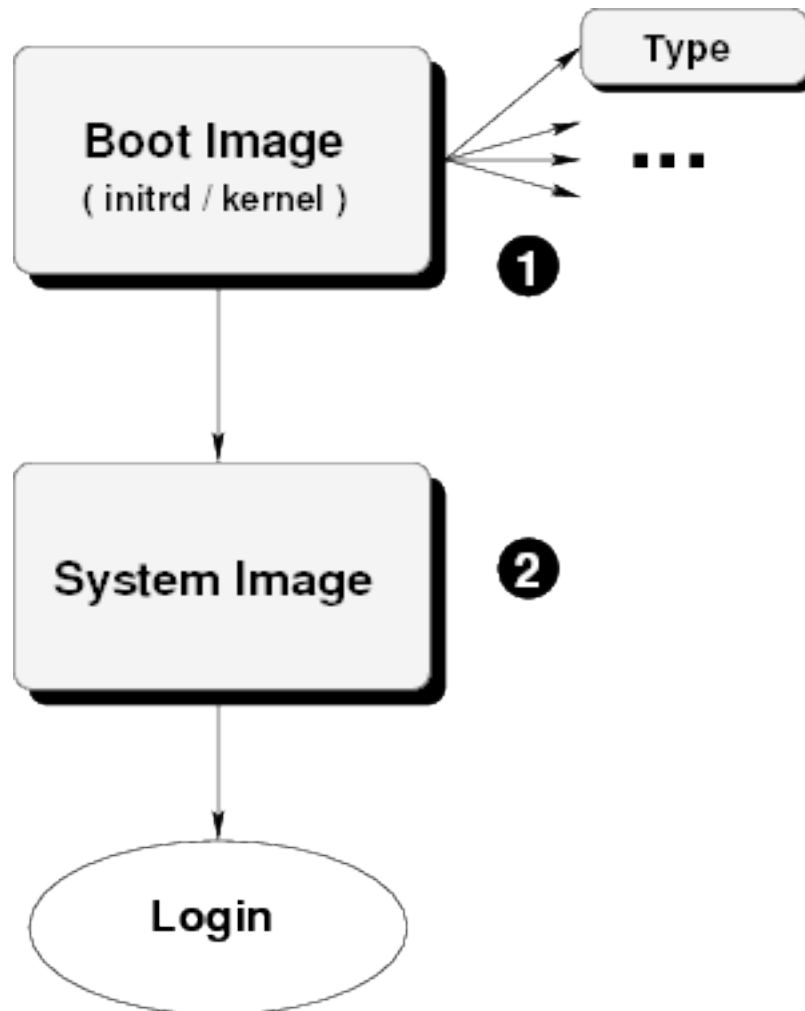 Type
Boot Image
( initrd / kernel )
...
1
System Image
2
Login